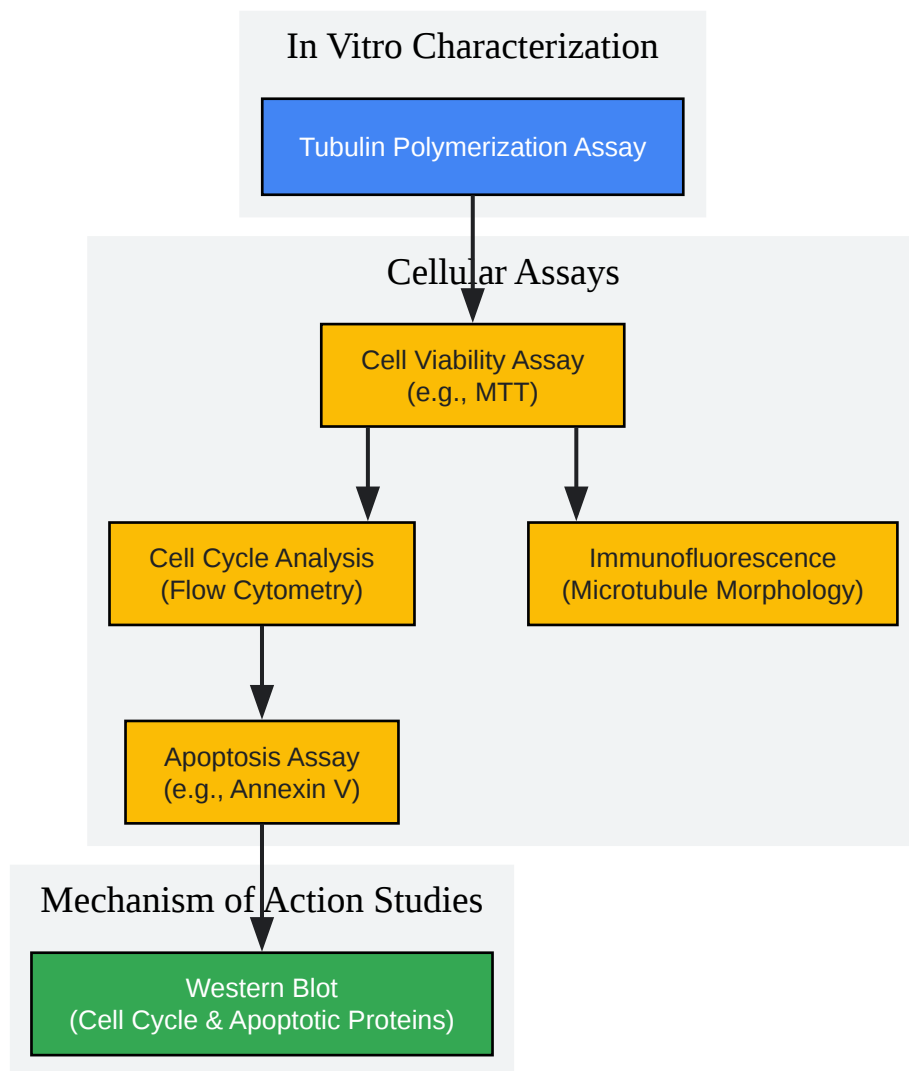 In Vitro Characterization
Tubulin Polymerization Assay
Cellular Assays
Cell Viability Assay
(e.g., MTT)
Cell Cycle Analysis
(Flow Cytometry)
Immunofluorescence
(Microtubule Morphology)
Apoptosis Assay
(e.g., Annexin V)
Mechanism of Action Studies
Western Blot
(Cell Cycle & Apoptotic Proteins)